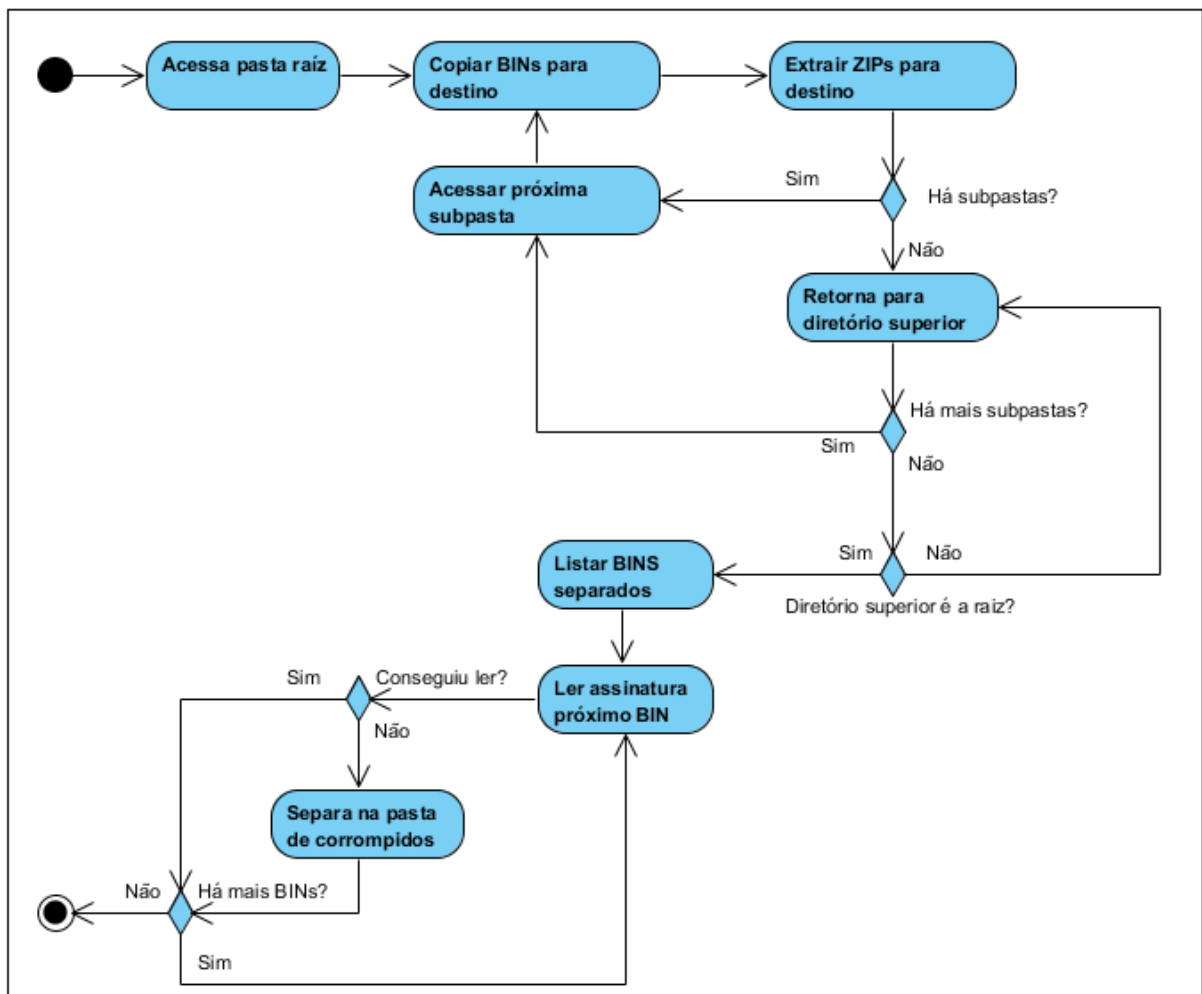 Acessa pasta raíz
Copiar BINs para
destino
Extrair ZIPs para
destino
Acessar próxima
subpasta
Sim
Há subpastas?
Não
Retorna para
diretório superior
Há mais subpastas?
Sim
Não
Listar BINS
separados
Sim
Não
Diretório superior é a raiz?
Sim
Conseguiu ler?
Ler assinatura
próximo BIN
Não
Separa na pasta
de corrompidos
Não
Há mais BINs?
Sim